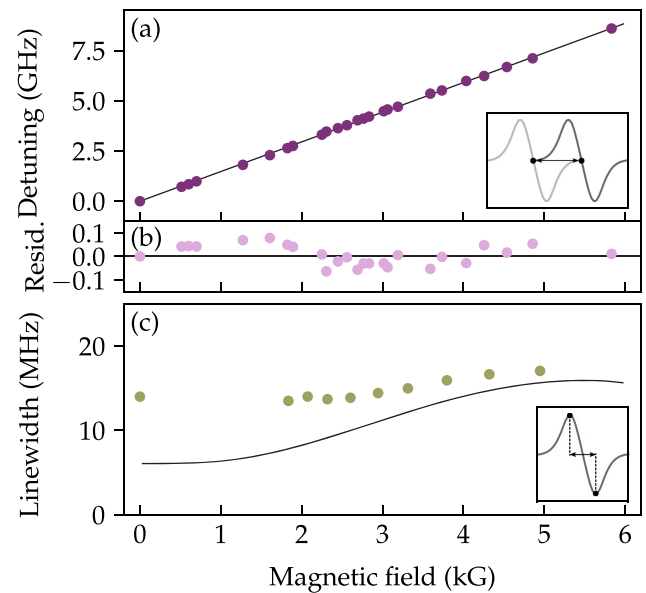 (a)
Detuning (GHz)
7.5
5.0
2.5
0.0
(b)
Resid.
0.1
0.0
−0.1
(c)
Linewidth (MHz)
20
10
0
0 1 2 3 4 5 6
Magnetic field (kG)